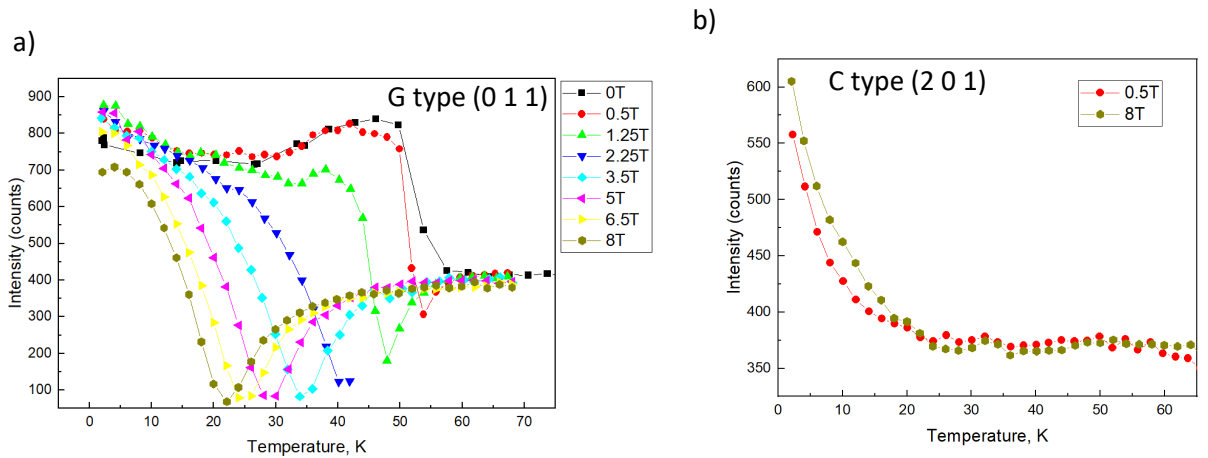 a)
G type (0 1 1)
900
800
700
600
500
400
300
200
100
0
10
20
30
40
50
60
70
Intensity (counts)
Temperature, K
0T
0.5T
1.25T
2.25T
3.5T
5T
6.5T
8T
b)
C type (2 0 1)
600
550
500
450
400
350
0
10
20
30
40
50
60
Intensity (counts)
Temperature, K
0.5T
8T